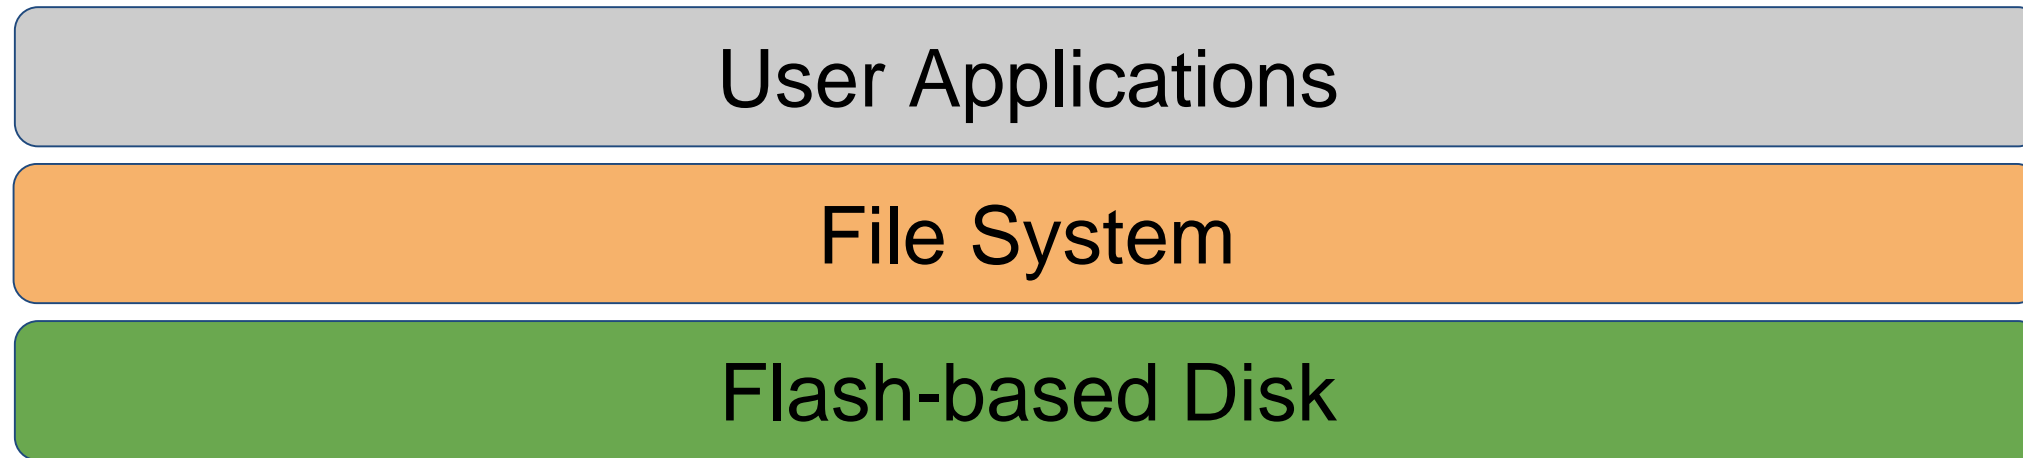 User Applications
File System
Flash-based Disk